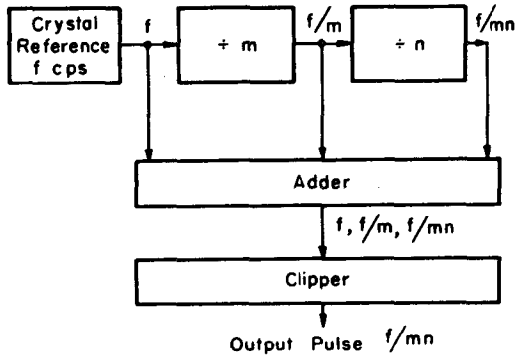 Crystal
Reference
f cps
f
÷ m
f/m
÷ n
f/mn
Adder
f, f/m, f/mn
Clipper
Output Pulse f/mn